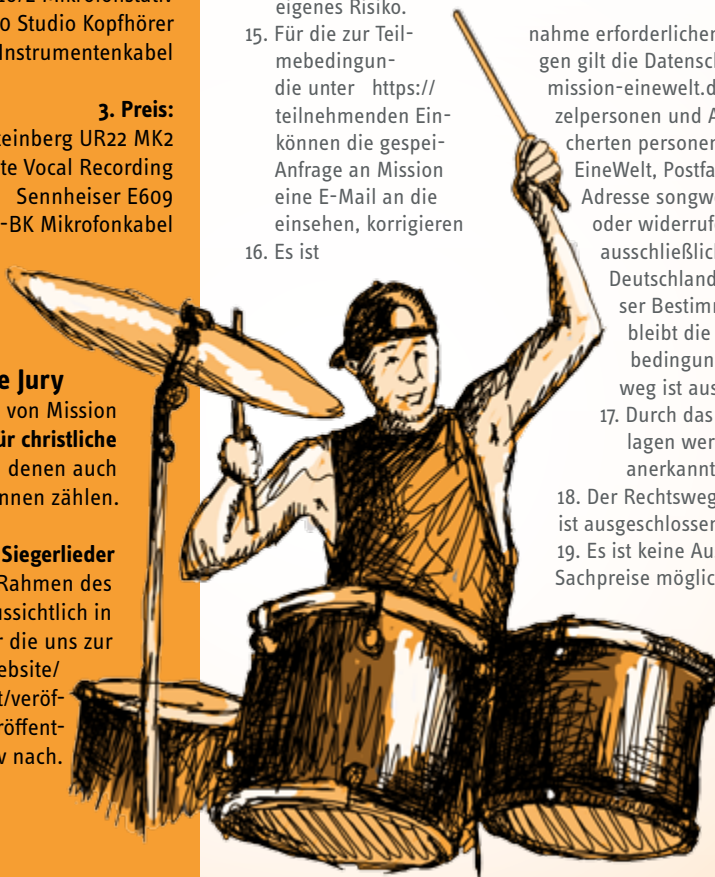 Studio Kopfhörer
Instrumentenkabel
3. Preis:
einberg UR22 MK2
te Vocal Recording
Sennheiser E609
-BK Mikrofonkabel
e Jury
von Mission
ür christliche
denen auch
nnen zählen.
Siegerlieder
Rahmen des
ussichtlich in
r die uns zur
ebsite/
t/veröf-
röffent-
v nach.
eigenes Risiko.
15. Für die zur Teil-
mebedingun-
die unter https://
teilnehmenden Ein-
können die gespei-
Anfrage an Mission
eine E-Mail an die
einsehen, korrigieren
16. Es ist
nahme erforderlichen
gen gilt die Datensch
mission-einewelt.d
zelpersonen und A
cherten personen
EineWelt, Postfa
Adresse songwe
oder widerrufe
ausschließlich
Deutschland
ser Bestimm
bleibt die
bedingun
weg ist aus
17. Durch das
lagen wer
anerkannt
18. Der Rechtsweg
ist ausgeschlossen
19. Es ist keine Au
Sachpreise möglic